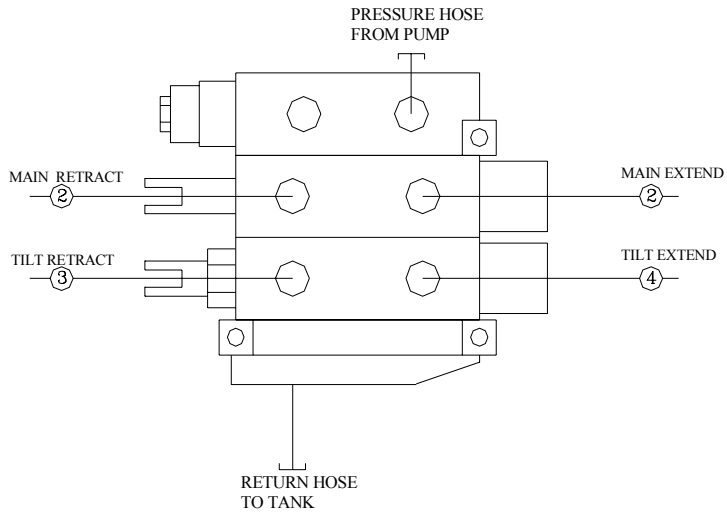 PRESSURE HOSE
FROM PUMP
MAIN RETRACT
2
MAIN EXTEND
2
TILT RETRACT
3
TILT EXTEND
4
RETURN HOSE
TO TANK